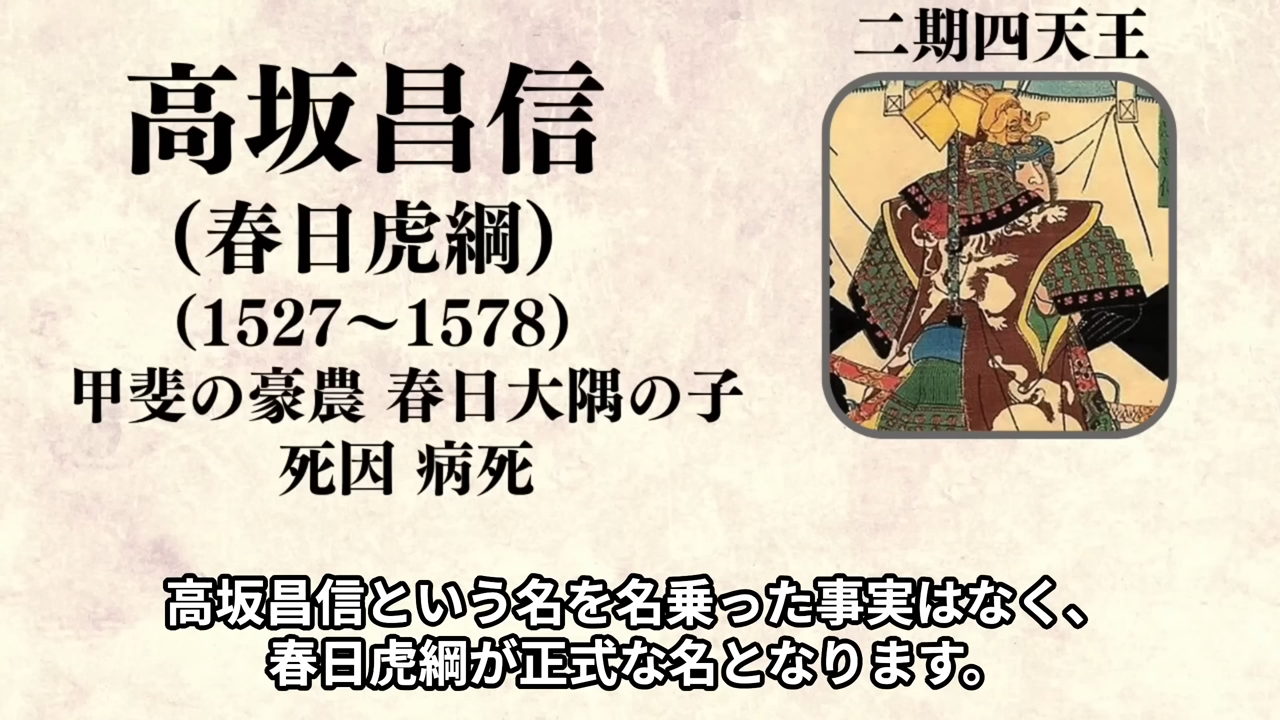 二期四天王
高坂昌信
(春日虎綱)
(1527〜1578)
甲斐の豪農 春日大隅の子
死因 病死
高坂昌信という名を名乗った事実はなく、
春日虎綱が正式な名となります。